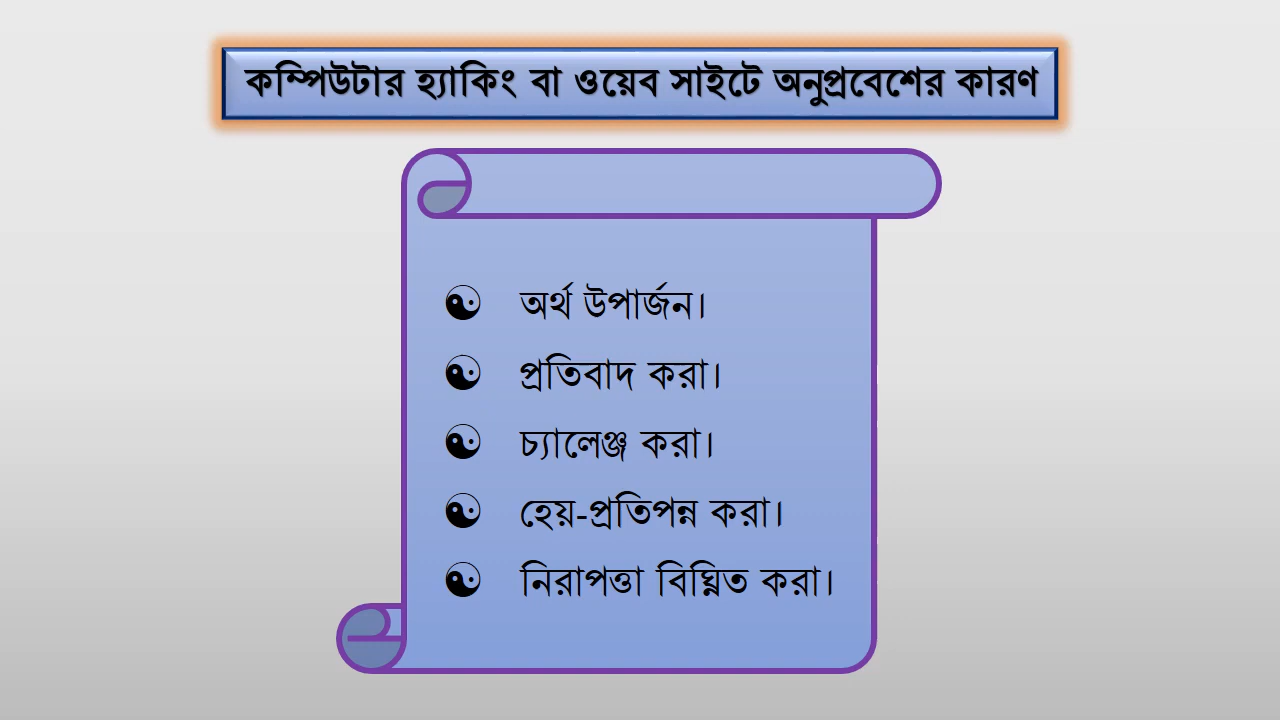 কম্পিউটার হ্যাকিং বা ওয়েব সাইটে অনুপ্রবেশের কারণ
☯ অর্থ উপার্জন।
☯ প্রতিবাদ করা।
☯ চ্যালেঞ্জ করা।
☯ হেয়-প্রতিপন্ন করা।
☯ নিরাপত্তা বিঘ্নিত করা।